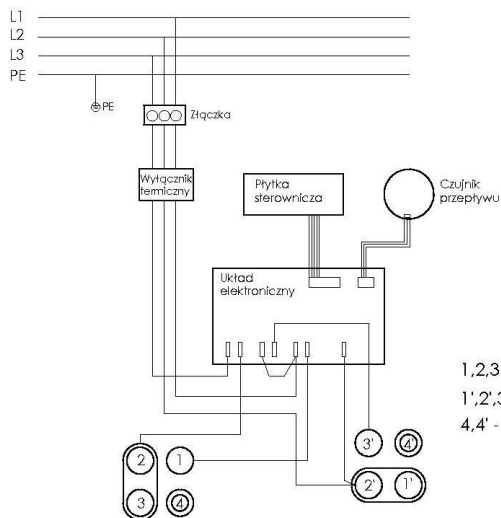 L1
L2
L3
PE
PE
Złączka
Wyłącznik
termiczny
Płytka
sterownicza
Czujnik
przepływu
Układ
elektroniczny
1,2,3
1',2',3
4,4' -
3'
4'
2
1
2'
1'
3
4